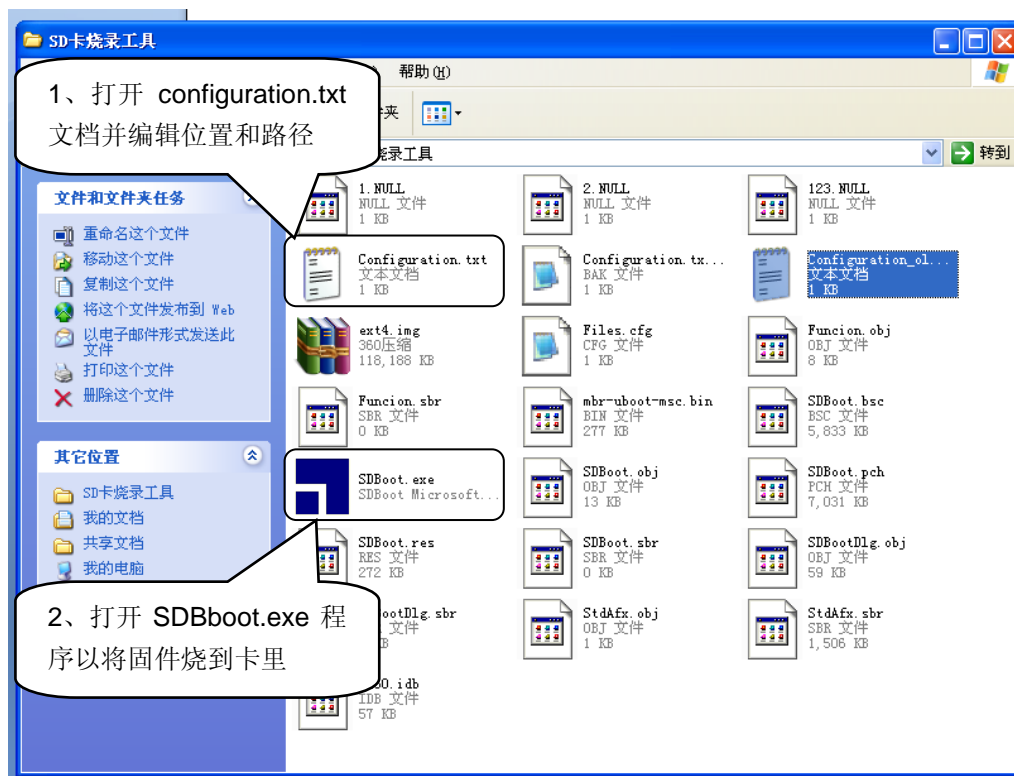 SD卡烧录工具
帮助(H)
1、打开 configuration.txt
文档并编辑位置和路径
夹
烧录工具
转到
文件和文件夹任务
重命名这个文件
移动这个文件
复制这个文件
将这个文件发布到 Web
以电子邮件形式发送此
文件
打印这个文件
删除这个文件
其它位置
SD卡烧录工具
我的文档
共享文档
我的电脑
2、打开 SDBboot.exe 程
序以将固件烧到卡里
1.NULL
NULL 文件
1 KB
2.NULL
NULL 文件
1 KB
123.NULL
NULL 文件
1 KB
Configuration.txt
文本文档
1 KB
Configuration.tx...
BAK 文件
1 KB
Configuration_ol...
文本文档
1 KB
ext4.img
360压缩
118,188 KB
Files.cfg
CFG 文件
1 KB
Funcion.obj
OBJ 文件
8 KB
Funcion.sbr
SBR 文件
0 KB
mbr-uboot-msc.bin
BIN 文件
277 KB
SDBoot.bsc
BSC 文件
5,833 KB
SDBoot.exe
SDBoot Microsoft...
SDBoot.obj
OBJ 文件
13 KB
SDBoot.pch
PCH 文件
7,031 KB
SDBoot.res
RES 文件
272 KB
SDBoot.sbr
SBR 文件
0 KB
SDBootDlg.obj
OBJ 文件
59 KB
ootDlg.sbr
文件
B
StdAfx.obj
OBJ 文件
1 KB
StdAfx.sbr
SBR 文件
1,506 KB
60.idb
IDB 文件
57 KB